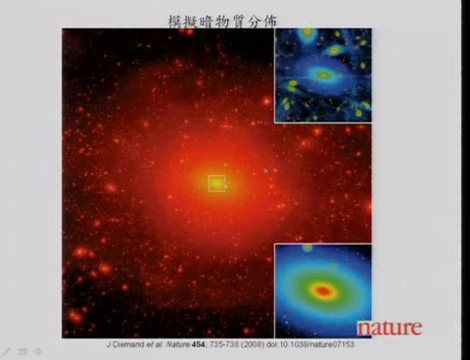 模擬暗物質分佈
nature
J Diemand et al. Nature 454, 735-738 (2008) doi:10.1038/nature07153